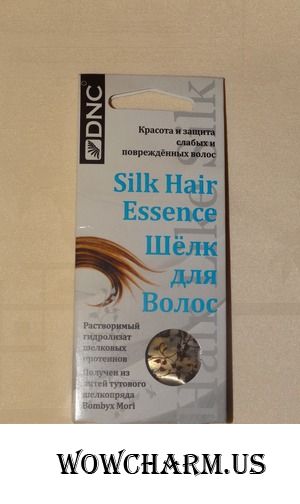 DNC
Красота и защита
слабых и
повреждённых волос
Silk Hair
Essence
Шёлк
для
Волос
Растворимый
гидролизат
шелковых
протеинов
Получен из
нитей тутового
шелкопряда
Bombyx Mori
WOWCHARM.US